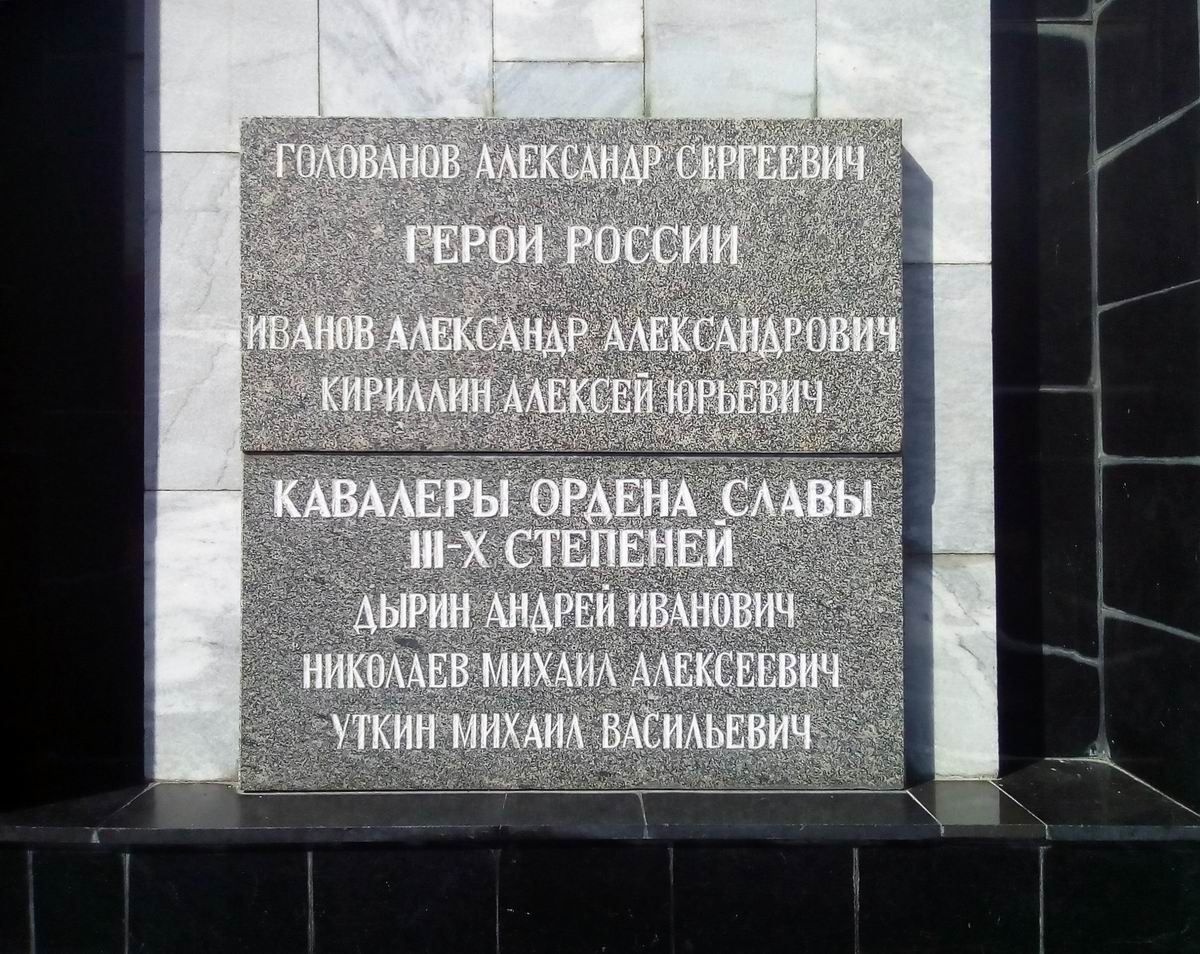 ГОЛОВАНОВ АЛЕКСАНДР СЕРГЕЕВИЧ
ГЕРОИ РОССИИ
ИВАНОВ АЛЕКСАНДР АЛЕКСАНДРОВИЧ
КИРИЛЛИН АЛЕКСЕЙ ЮРЬЕВИЧ
КАВАЛЕРЫ ОРДЕНА СЛАВЫ
III-Х СТЕПЕНЕЙ
ДЫРИН АНДРЕЙ ИВАНОВИЧ
НИКОЛАЕВ МИХАИЛ АЛЕКСЕЕВИЧ
УТКИН МИХАИЛ ВАСИЛЬЕВИЧ